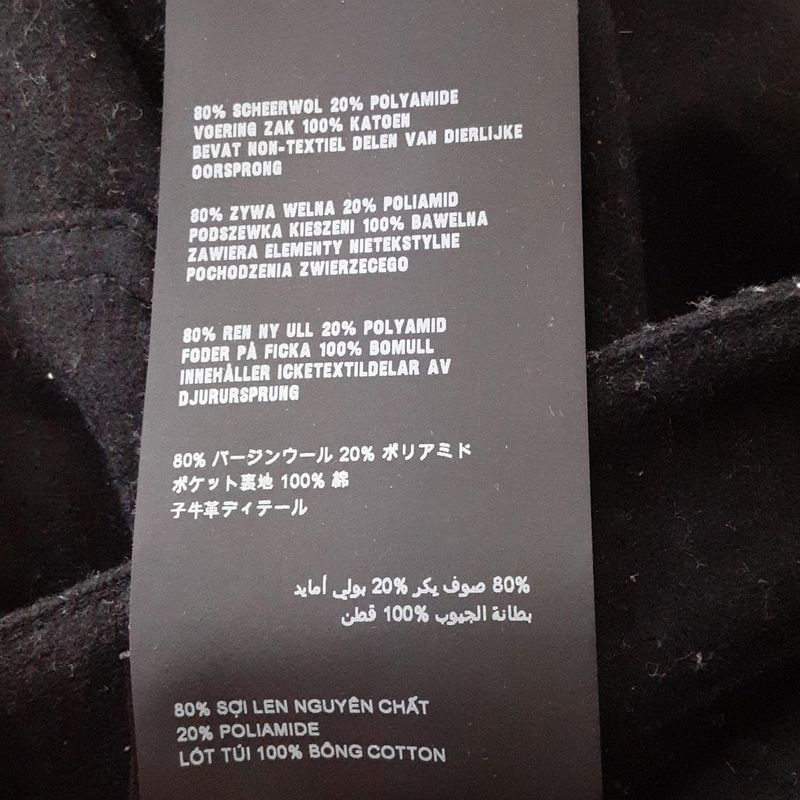 80% SCHEERWOL 20% POLYAMIDE
VOERING ZAK 100% KATOEN
BEVAT NON-TEXTIEL DELEN VAN DIERLIJKE
OORSPRONG
80% ZYWA WELNA 20% POLIAMID
PODSZEWKA KIESZENI 100% BAWELNA
ZAWIERA ELEMENTY NIETEKSTYLNE
POCHODZENIA ZWIERZECEGO
80% REN NY ULL 20% POLYAMID
FODER PÅ FICKA 100% BOMULL
INNEHÅLLER ICKETEXTILDELAR AV
DJURURSPRUNG
80% バージンウール 20% ポリアミド
ポケット裏地 100% 綿
子牛革ディテール
80% صوف يكر 20% بولي أمايد
بطانة الجيوب 100% قطن
80% SỢI LEN NGUYÊN CHẤT
20% POLIAMIDE
LÓT TÚI 100% BÔNG COTTON